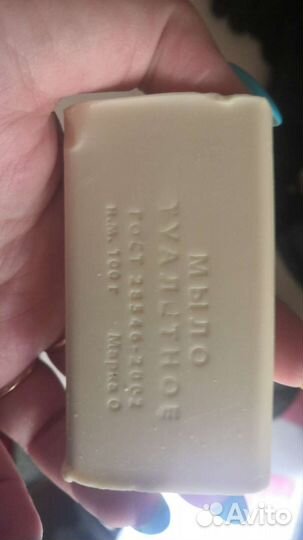 МЫЛО
ТУАЛЕТНОЕ
ГОСТ 28546-2002
Н.М. 100 г Марка О
Avito